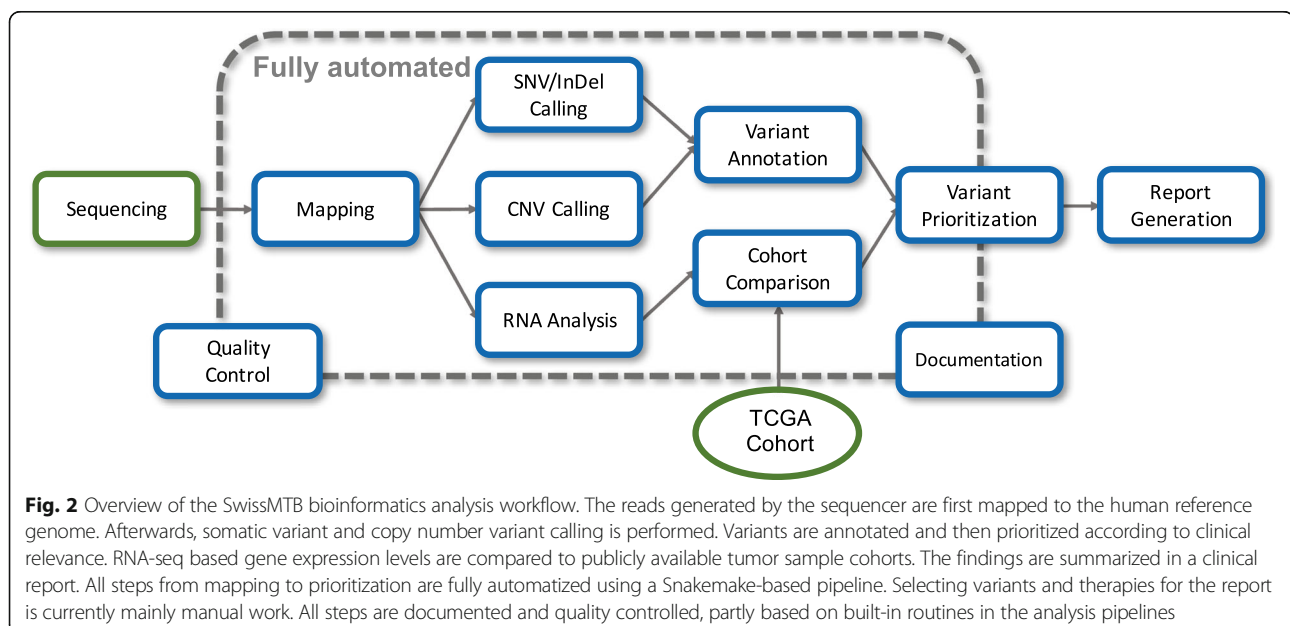 Fully automated
SNV/InDel
Calling
Variant
Annotation
Sequencing
Mapping
CNV Calling
Variant
Prioritization
Report
Generation
Cohort
Comparison
RNA Analysis
Quality
Control
Documentation
TCGA
Cohort
Fig. 2 Overview of the SwissMTB bioinformatics analysis workflow. The reads generated by the sequencer are first mapped to the human reference
genome. Afterwards, somatic variant and copy number variant calling is performed. Variants are annotated and then prioritized according to clinical
relevance. RNA-seq based gene expression levels are compared to publicly available tumor sample cohorts. The findings are summarized in a clinical
report. All steps from mapping to prioritization are fully automatized using a Snakemake-based pipeline. Selecting variants and therapies for the report
is currently mainly manual work. All steps are documented and quality controlled, partly based on built-in routines in the analysis pipelines